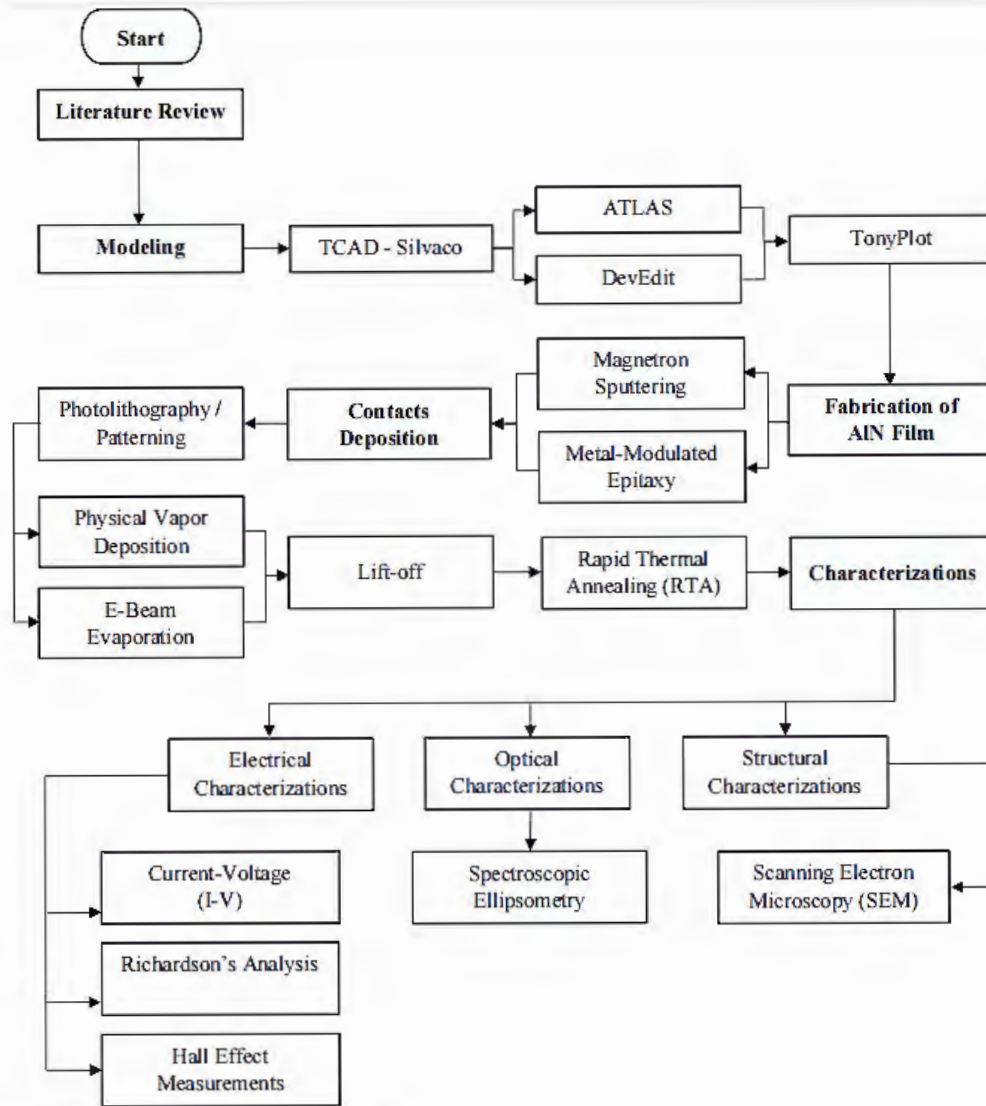 Start
Literature Review
Modeling
TCAD - Silvaco
ATLAS
DevEdit
TonyPlot
Fabrication of
AlN Film
Magnetron
Sputtering
Metal-Modulated
Epitaxy
Contacts
Deposition
Photolithography /
Patterning
Physical Vapor
Deposition
E-Beam
Evaporation
Lift-off
Rapid Thermal
Annealing (RTA)
Characterizations
Electrical
Characterizations
Optical
Characterizations
Structural
Characterizations
Current-Voltage
(I-V)
Richardson's Analysis
Hall Effect
Measurements
Spectroscopic
Ellipsometry
Scanning Electron
Microscopy (SEM)